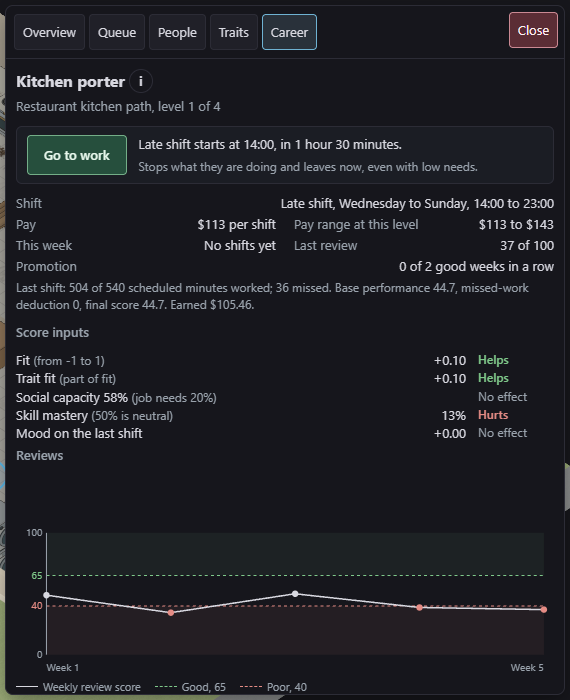 Overview Queue People Traits Career Close
Kitchen porter i
Restaurant kitchen path, level 1 of 4
Go to work
Late shift starts at 14:00, in 1 hour 30 minutes.
Stops what they are doing and leaves now, even with low needs.
Shift Late shift, Wednesday to Sunday, 14:00 to 23:00
Pay $113 per shift Pay range at this level $113 to $143
This week No shifts yet Last review 37 of 100
Promotion 0 of 2 good weeks in a row
Last shift: 504 of 540 scheduled minutes worked; 36 missed. Base performance 44.7, missed-work
deduction 0, final score 44.7. Earned $105.46.
Score inputs
Fit (from -1 to 1) +0.10 Helps
Trait fit (part of fit) +0.10 Helps
Social capacity 58% (job needs 20%) No effect
Skill mastery (50% is neutral) 13% Hurts
Mood on the last shift +0.00 No effect
Reviews
100
65
40
0
Week 1 Week 5
Weekly review score Good, 65 Poor, 40